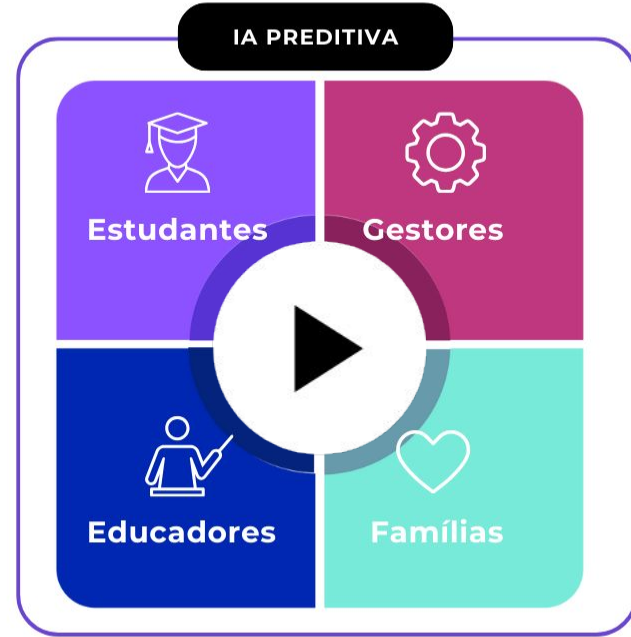 IA PREDITIVA
Estudantes
Gestores
Educadores
Famílias